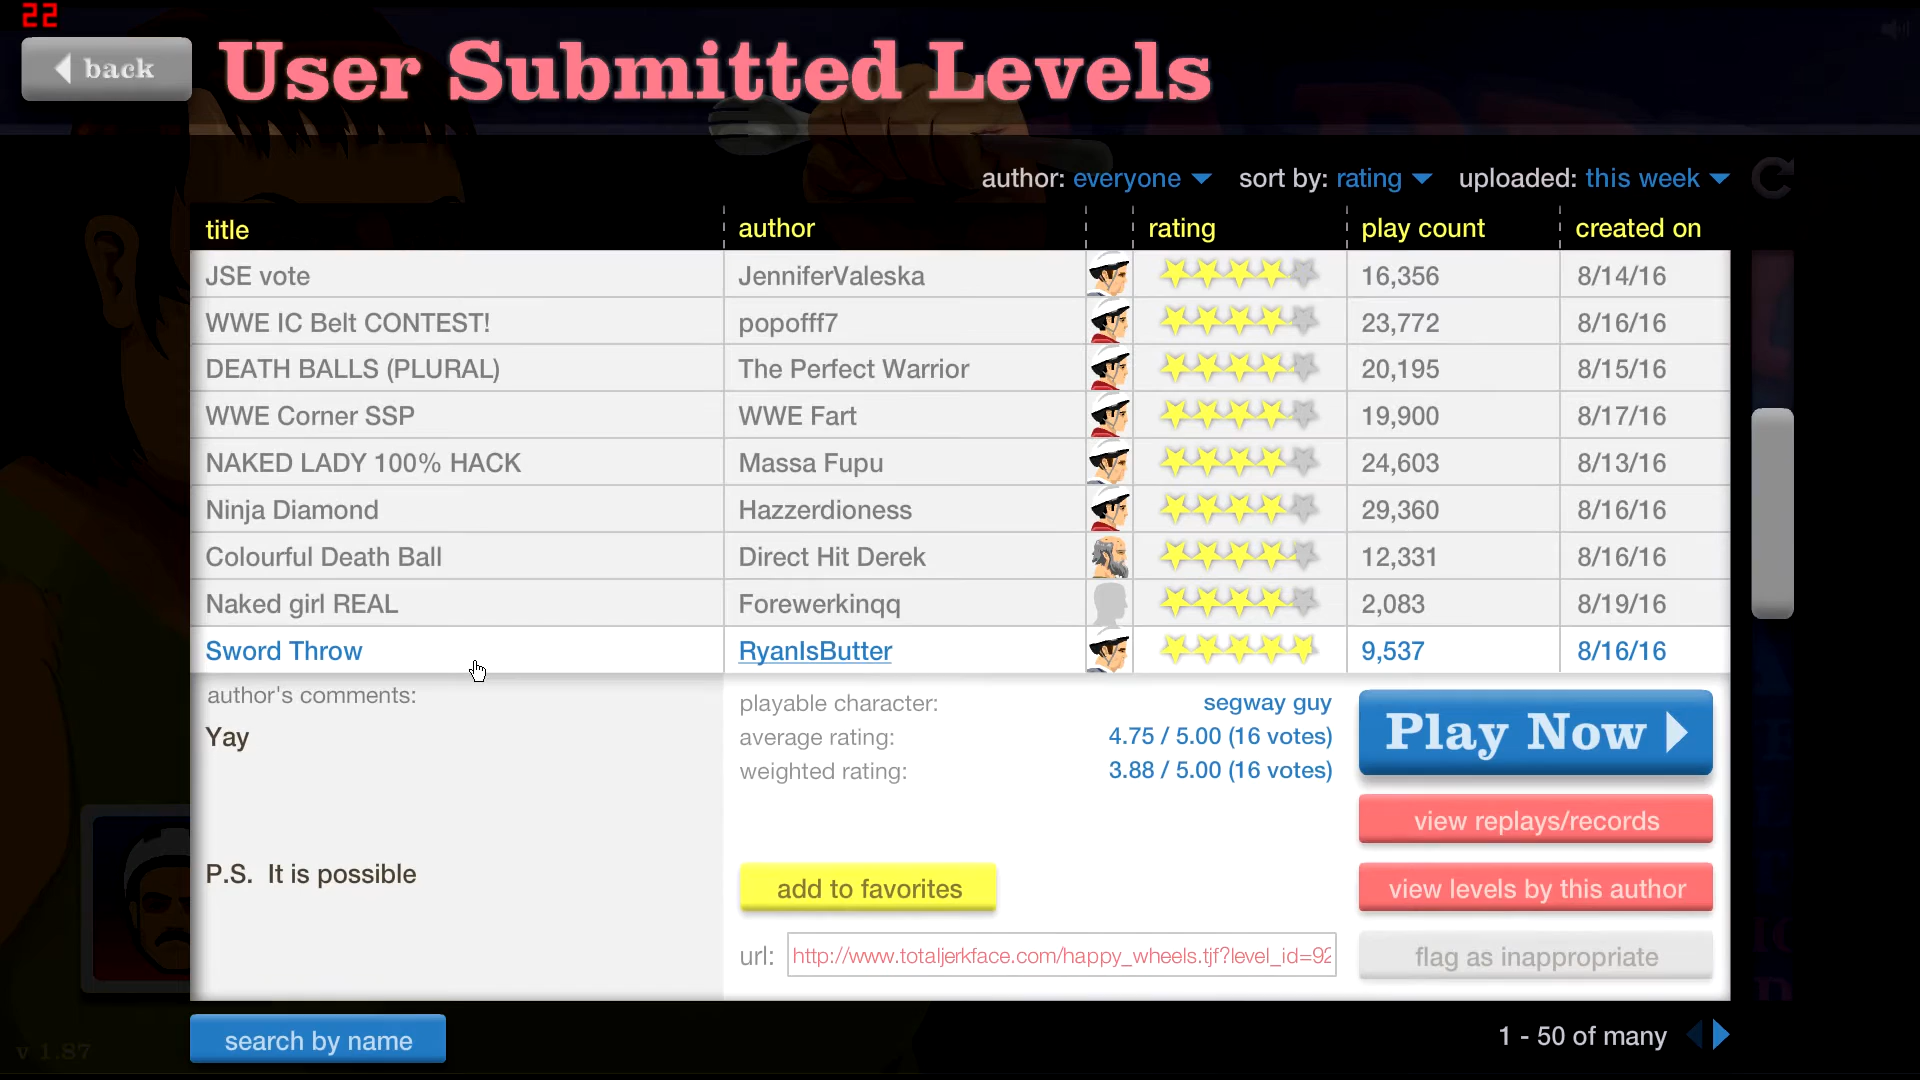 22
back
User Submitted Levels
author: everyone sort by: rating uploaded: this week
title author rating play count created on
JSE vote JenniferValeska 16,356 8/14/16
WWE IC Belt CONTEST! popofff7 23,772 8/16/16
DEATH BALLS (PLURAL) The Perfect Warrior 20,195 8/15/16
WWE Corner SSP WWE Fart 19,900 8/17/16
NAKED LADY 100% HACK Massa Fupu 24,603 8/13/16
Ninja Diamond Hazzerdioness 29,360 8/16/16
Colourful Death Ball Direct Hit Derek 12,331 8/16/16
Naked girl REAL Forewerkinqq 2,083 8/19/16
Sword Throw RyanIsButter 9,537 8/16/16
author's comments:
Yay
P.S. It is possible
playable character: segway guy
average rating: 4.75 / 5.00 (16 votes)
weighted rating: 3.88 / 5.00 (16 votes)
add to favorites
url: http://www.totaljerkface.com/happy_wheels.tjf?level_id=92
Play Now
view replays/records
view levels by this author
flag as inappropriate
search by name
1 - 50 of many
v 1.87